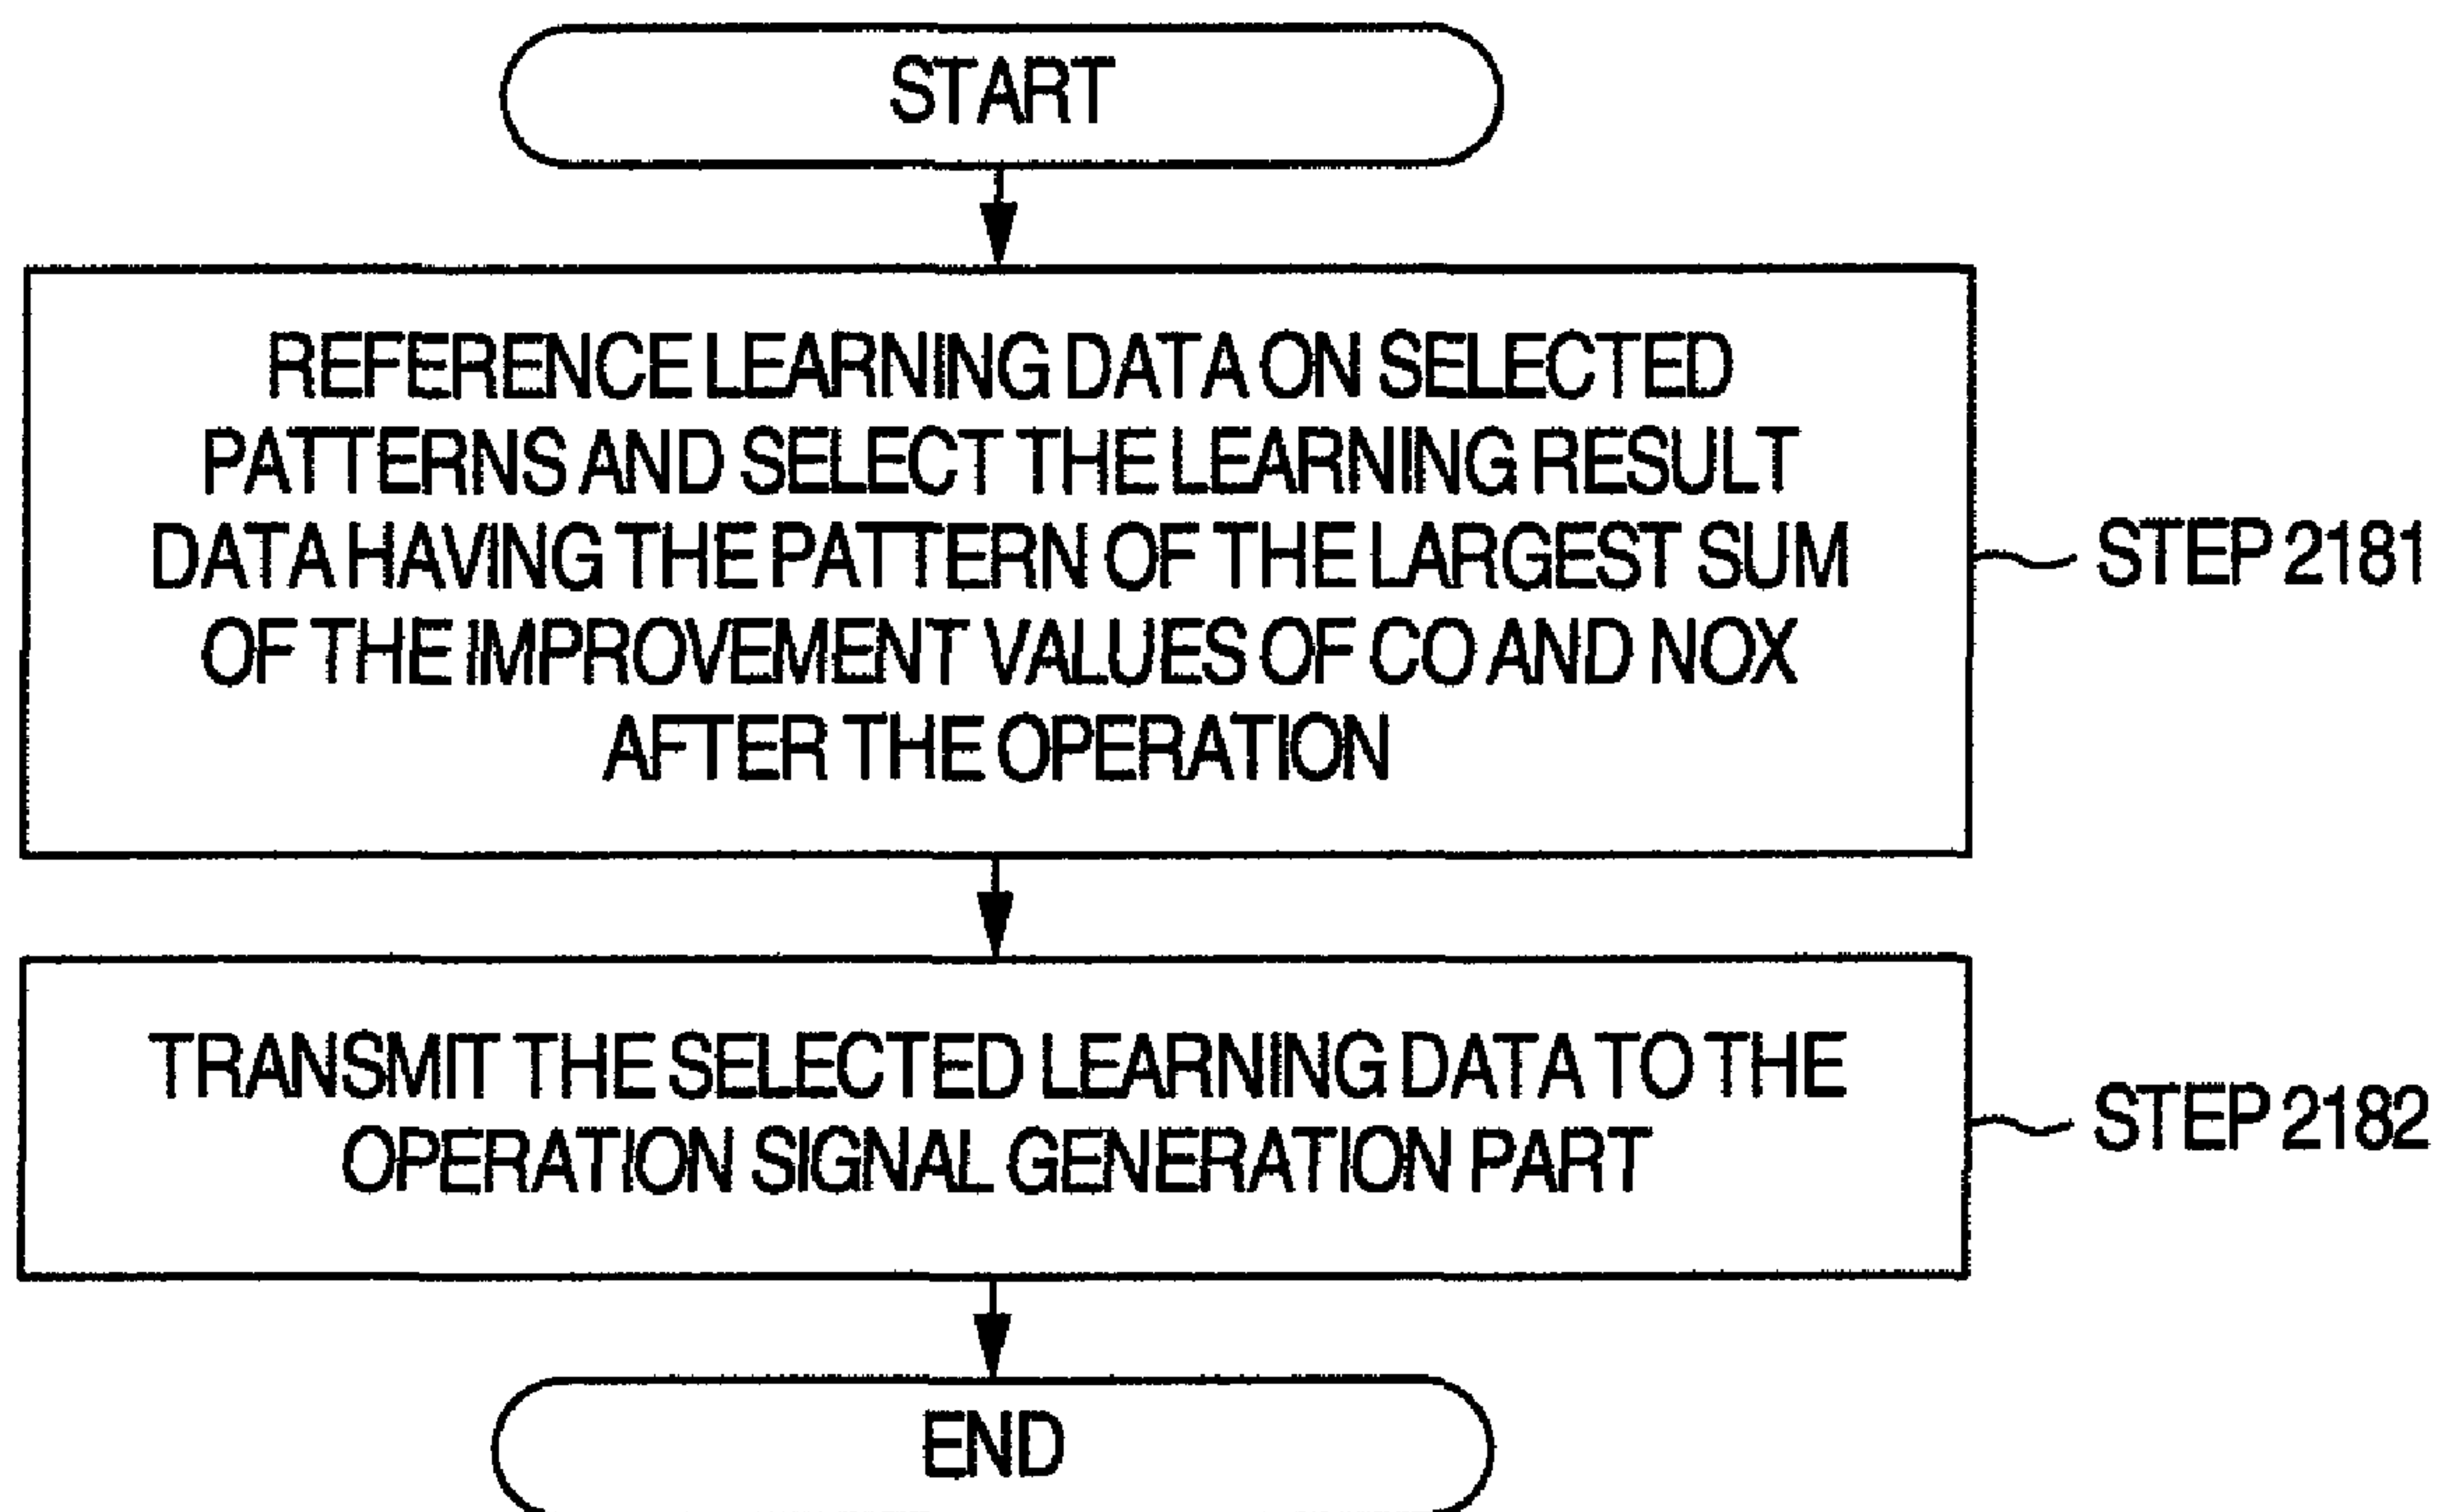 START
REFERENCE LEARNING DATA ON SELECTED
PATTERNS AND SELECT THE LEARNING RESULT
DATA HAVING THE PATTERN OF THE LARGEST SUM
OF THE IMPROVEMENT VALUES OF CO AND NOX
AFTER THE OPERATION
STEP 2181
TRANSMIT THE SELECTED LEARNING DATA TO THE
OPERATION SIGNAL GENERATION PART
STEP 2182
END